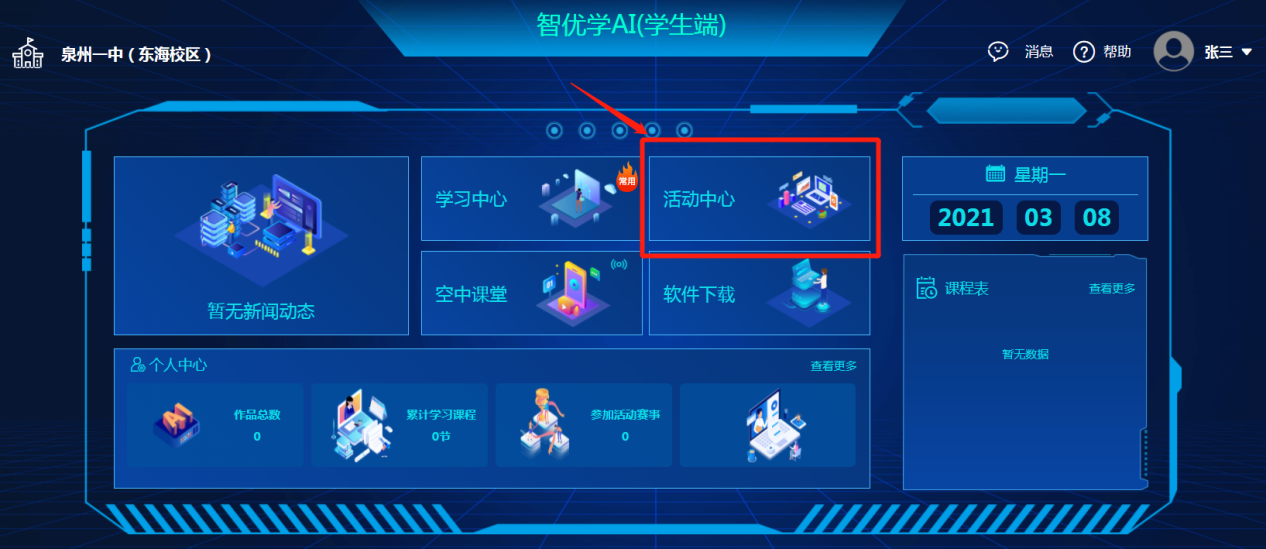 智优学AI(学生端)
泉州一中（东海校区）
消息
帮助
张三
学习中心
常用
活动中心
星期一
2021 03 08
暂无新闻动态
空中课堂
软件下载
课程表
查看更多
暂无数据
个人中心
查看更多
作品总数
0
累计学习课程
0节
参加活动赛事
0